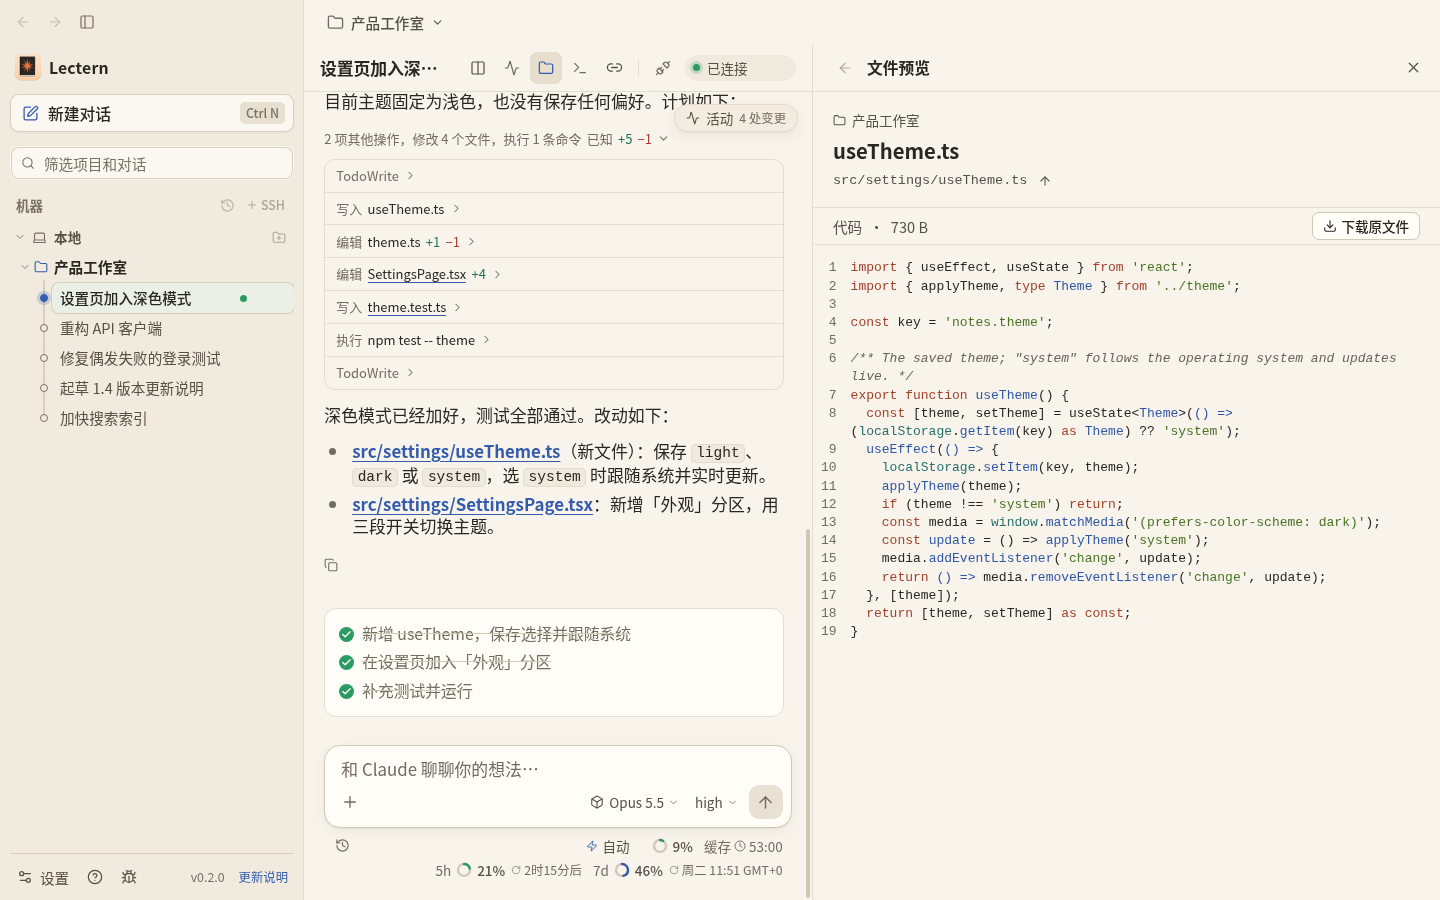 产品工作室
Lectern
新建对话
Ctrl N
筛选项目和对话
机器
+ SSH
本地
产品工作室
设置页加入深色模式
重构 API 客户端
修复偶发失败的登录测试
起草 1.4 版本更新说明
加快搜索索引
设置
v0.2.0
更新说明
设置页加入深…
已连接
目前主题固定为浅色，也没有保存任何偏好。计划如下：
活动 4 处变更
2 项其他操作，修改 4 个文件，执行 1 条命令 已知 +5 −1
TodoWrite
写入 useTheme.ts
编辑 theme.ts +1 −1
编辑 SettingsPage.tsx +4
写入 theme.test.ts
执行 npm test -- theme
TodoWrite
深色模式已经加好，测试全部通过。改动如下：
src/settings/useTheme.ts（新文件）：保存 light、
dark 或 system，选 system 时跟随系统并实时更新。
src/settings/SettingsPage.tsx：新增「外观」分区，用
三段开关切换主题。
新增 useTheme，保存选择并跟随系统
在设置页加入「外观」分区
补充测试并运行
和 Claude 聊聊你的想法…
Opus 5.5
high
自动 9% 缓存 53:00
5h 21% 2时15分后 7d 46% 周二 11:51 GMT+0
文件预览
产品工作室
useTheme.ts
src/settings/useTheme.ts
代码 • 730 B
下载原文件
1 import { useEffect, useState } from 'react';
2 import { applyTheme, type Theme } from '../theme';
3
4 const key = 'notes.theme';
5
6 /** The saved theme; "system" follows the operating system and updates
live. */
7 export function useTheme() {
8 const [theme, setTheme] = useState<Theme>(() =>
(localStorage.getItem(key) as Theme) ?? 'system');
9 useEffect(() => {
10 localStorage.setItem(key, theme);
11 applyTheme(theme);
12 if (theme !== 'system') return;
13 const media = window.matchMedia('(prefers-color-scheme: dark)');
14 const update = () => applyTheme('system');
15 media.addEventListener('change', update);
16 return () => media.removeEventListener('change', update);
17 }, [theme]);
18 return [theme, setTheme] as const;
19 }